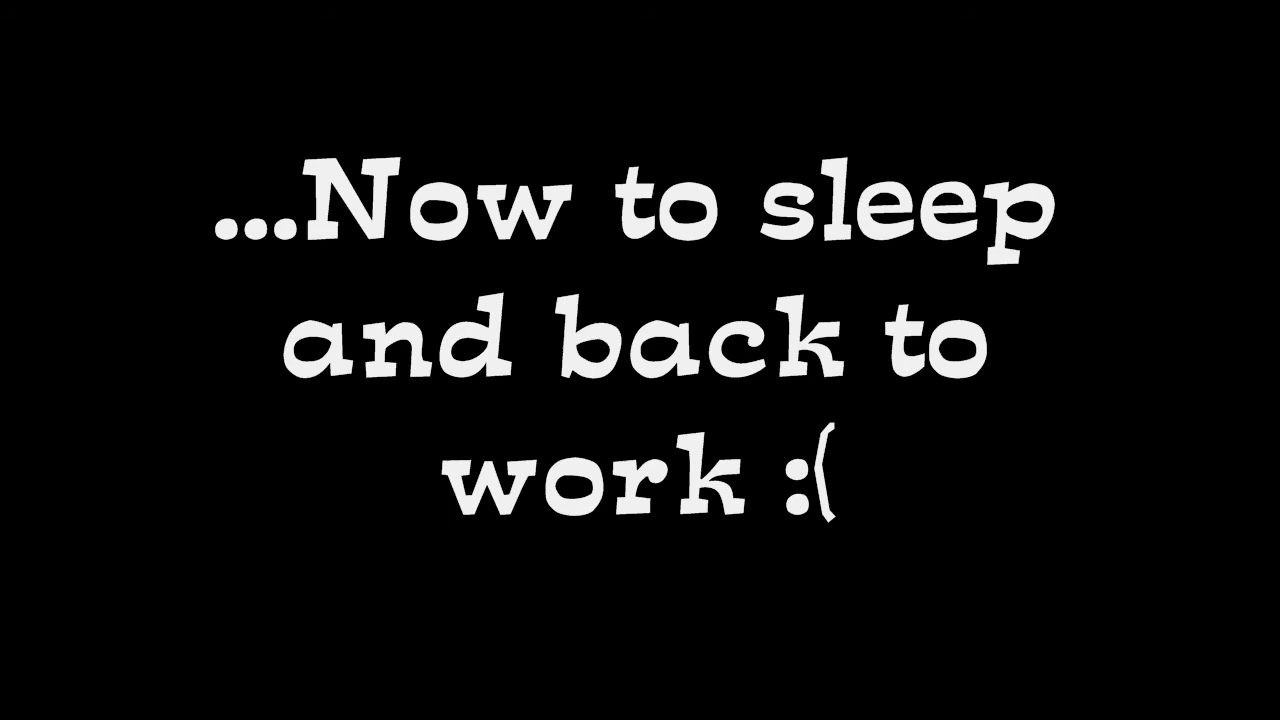 ...Now to sleep
and back to
work :(